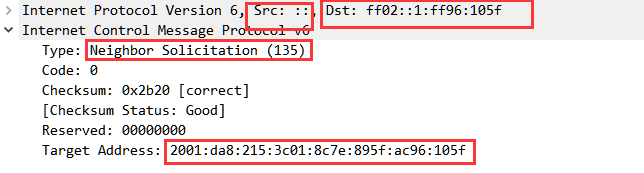 Internet Protocol Version 6, Src: ::, Dst: ff02::1:ff96:105f
Internet Control Message Protocol v6
Type: Neighbor Solicitation (135)
Code: 0
Checksum: 0x2b20 [correct]
[Checksum Status: Good]
Reserved: 00000000
Target Address: 2001:da8:215:3c01:8c7e:895f:ac96:105f